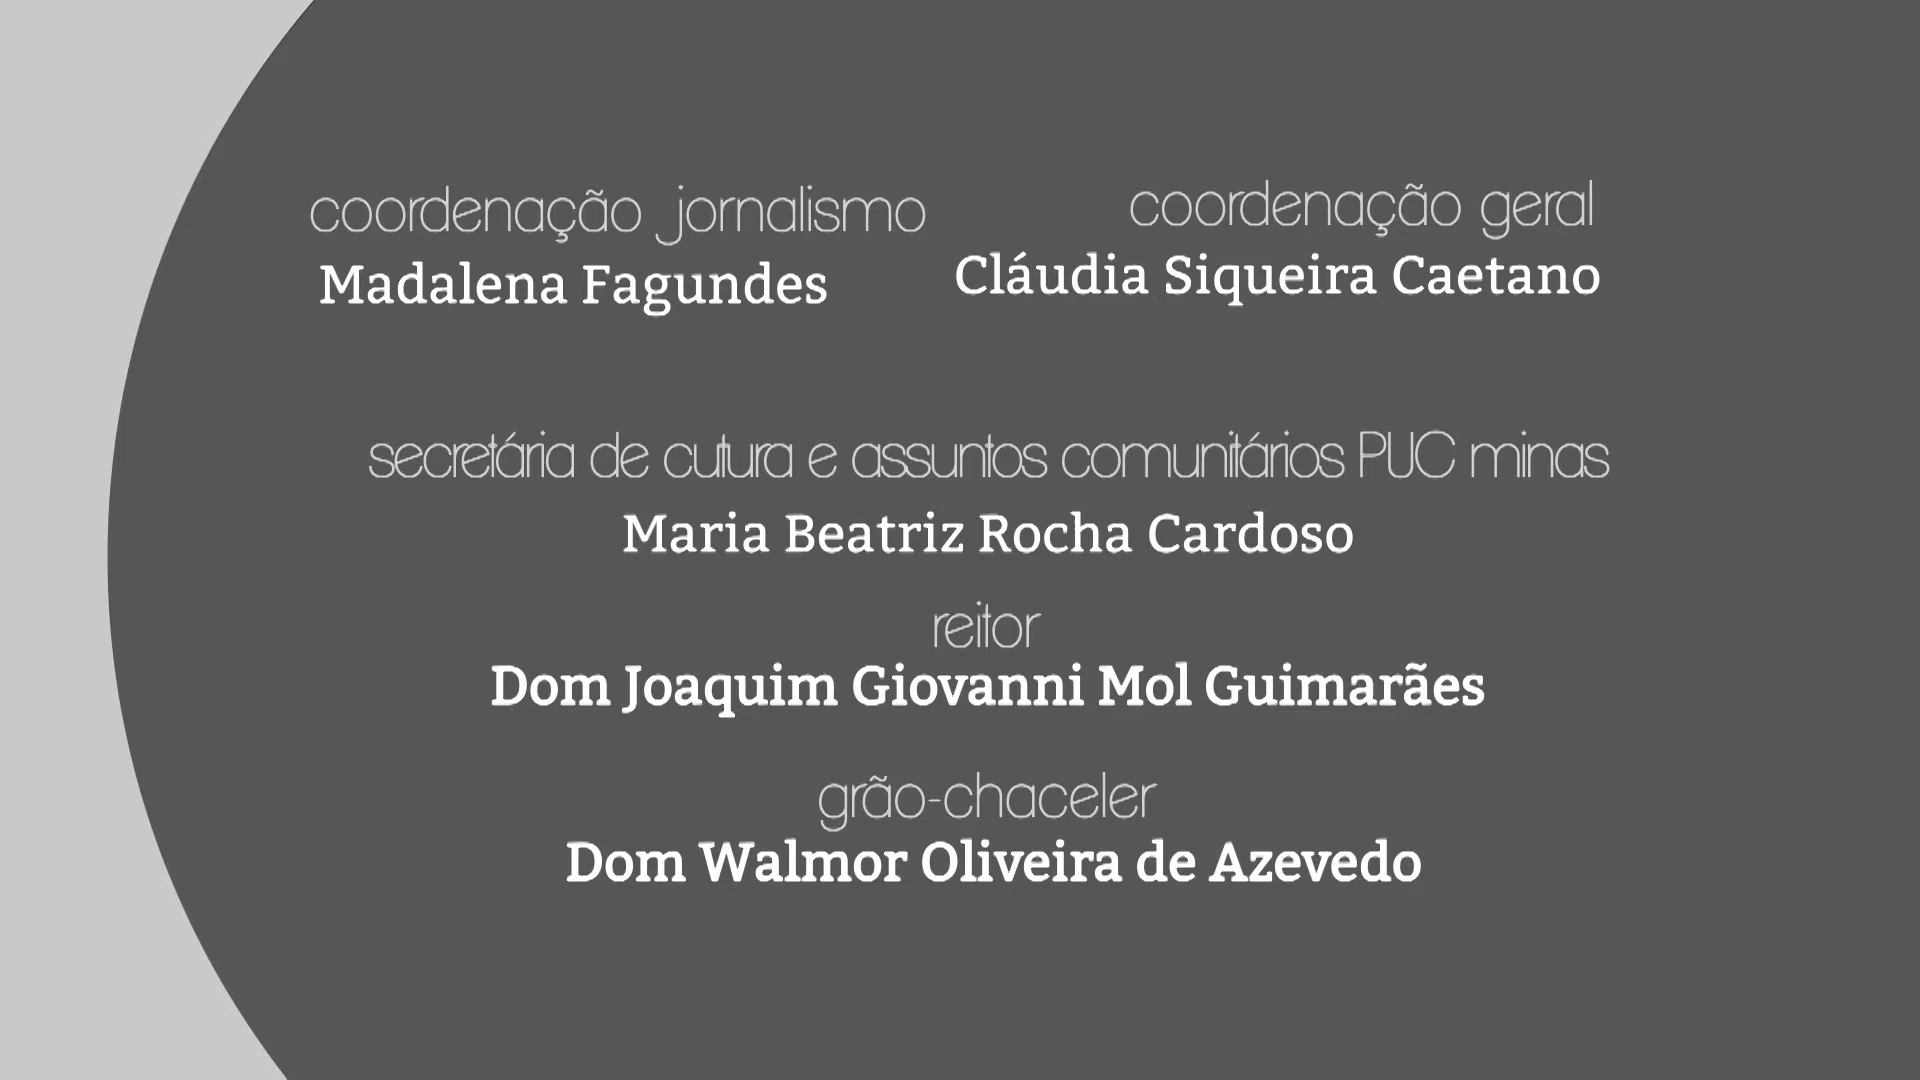 coordenação jornalismo
Madalena Fagundes
coordenação geral
Cláudia Siqueira Caetano
secretária de cultura e assuntos comunitários PUC minas
Maria Beatriz Rocha Cardoso
reitor
Dom Joaquim Giovanni Mol Guimarães
grão-chaceler
Dom Walmor Oliveira de Azevedo